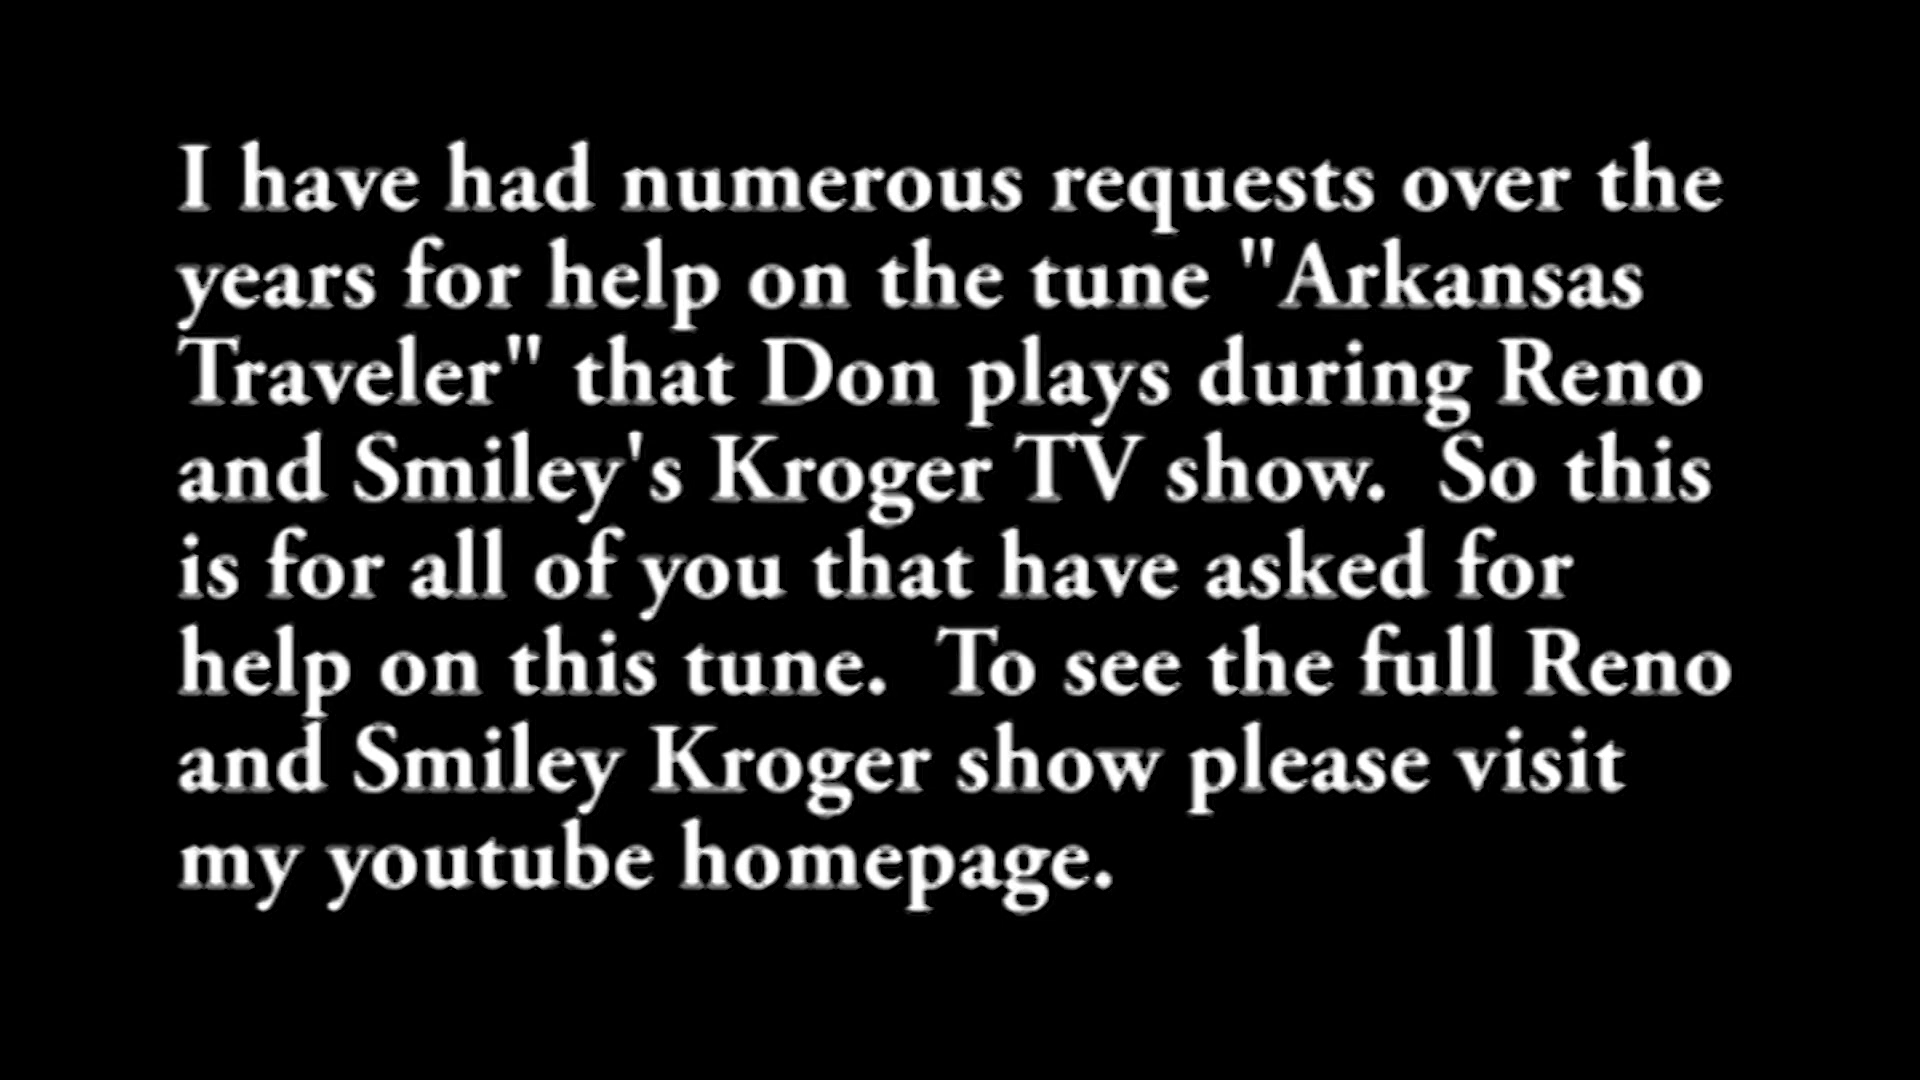 I have had numerous requests over the
years for help on the tune "Arkansas
Traveler" that Don plays during Reno
and Smiley's Kroger TV show.  So this
is for all of you that have asked for
help on this tune.  To see the full Reno
and Smiley Kroger show please visit
my youtube homepage.